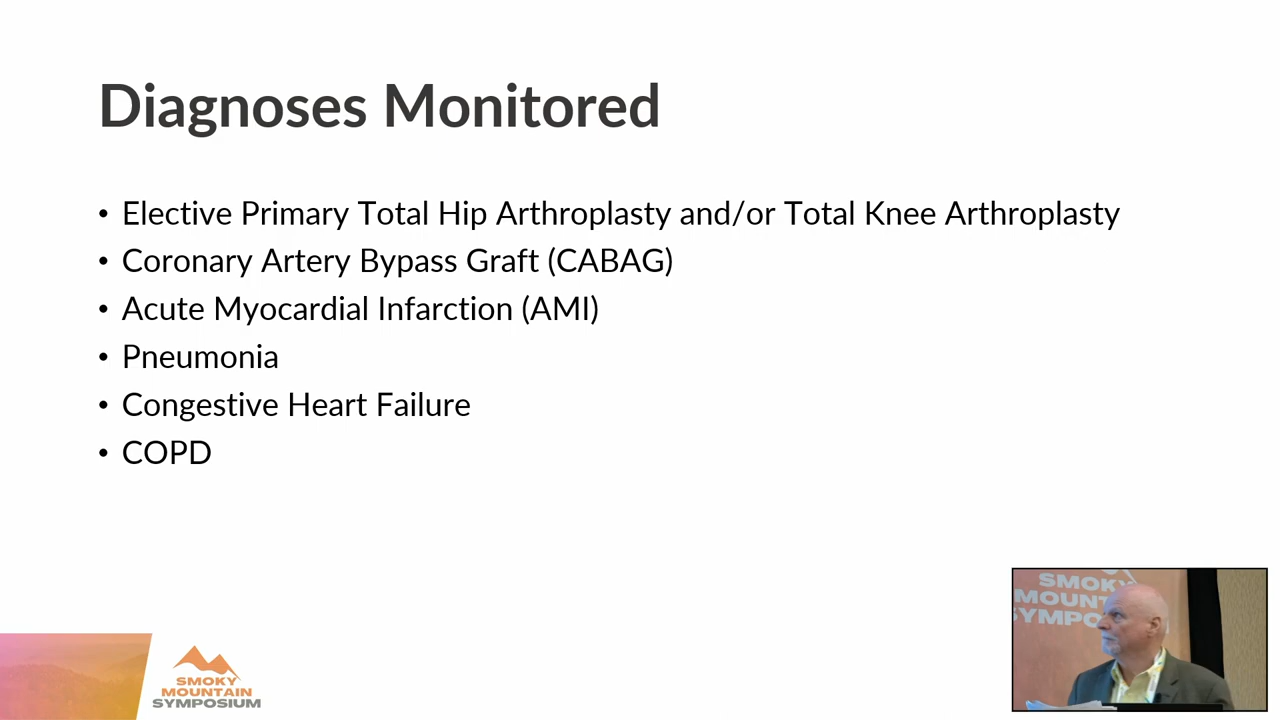 Diagnoses Monitored
• Elective Primary Total Hip Arthroplasty and/or Total Knee Arthroplasty
• Coronary Artery Bypass Graft (CABAG)
• Acute Myocardial Infarction (AMI)
• Pneumonia
• Congestive Heart Failure
• COPD
SMOKY
MOUNTAIN
SYMPOSIUM
SMOKY